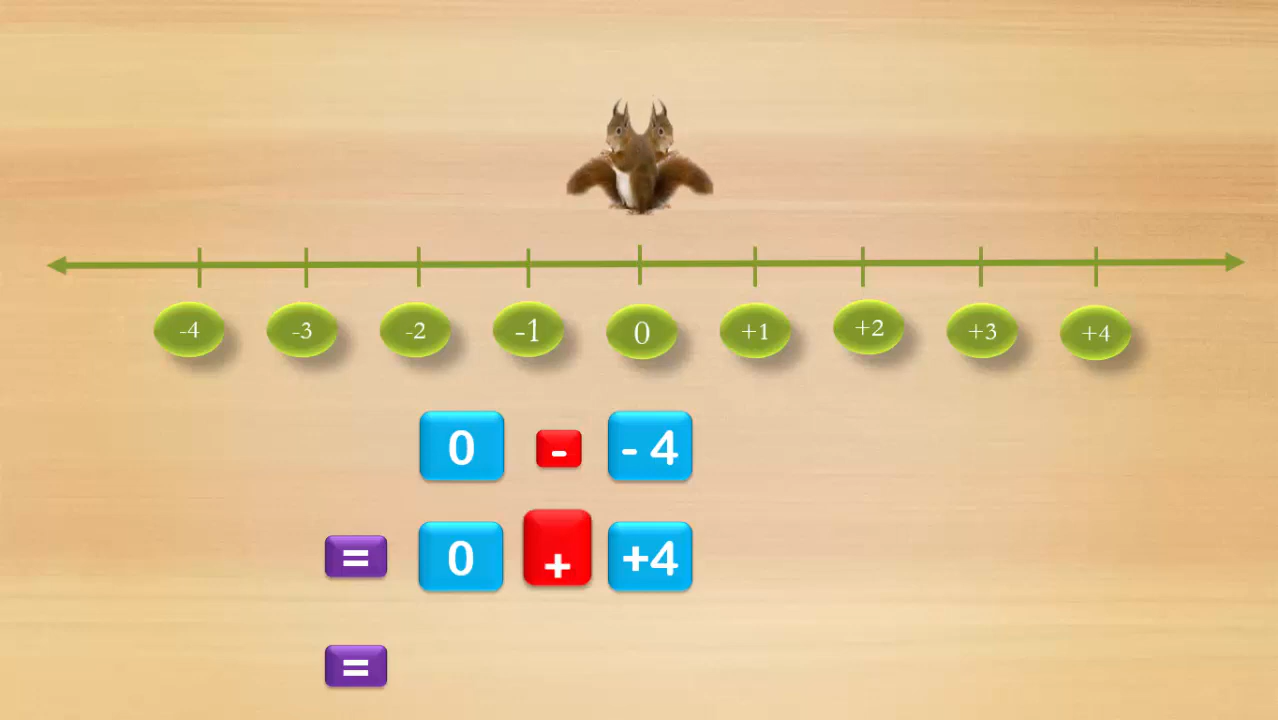 -4 -3 -2 -1 0 +1 +2 +3 +4
0 - - 4
= 0 + +4
=